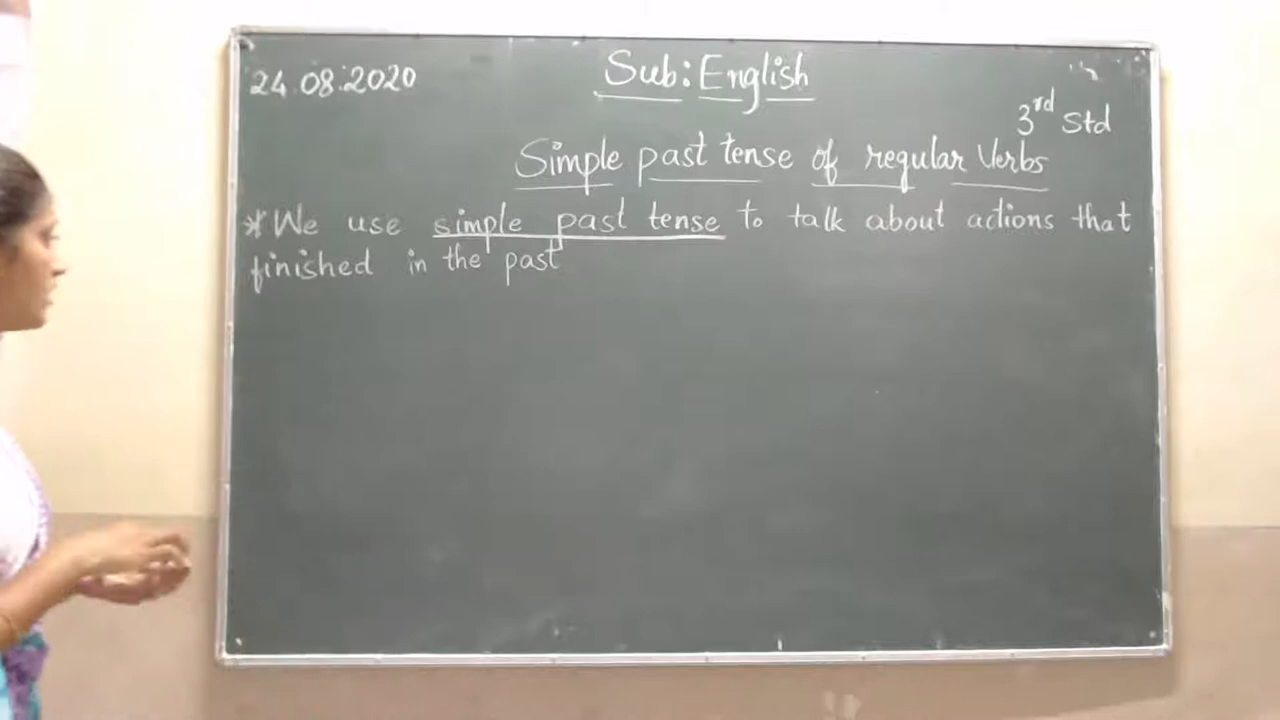 24.08.2020
Sub: English
3rd Std
Simple past tense of regular Verbs
*We use simple past tense to talk about actions that
finished in the past